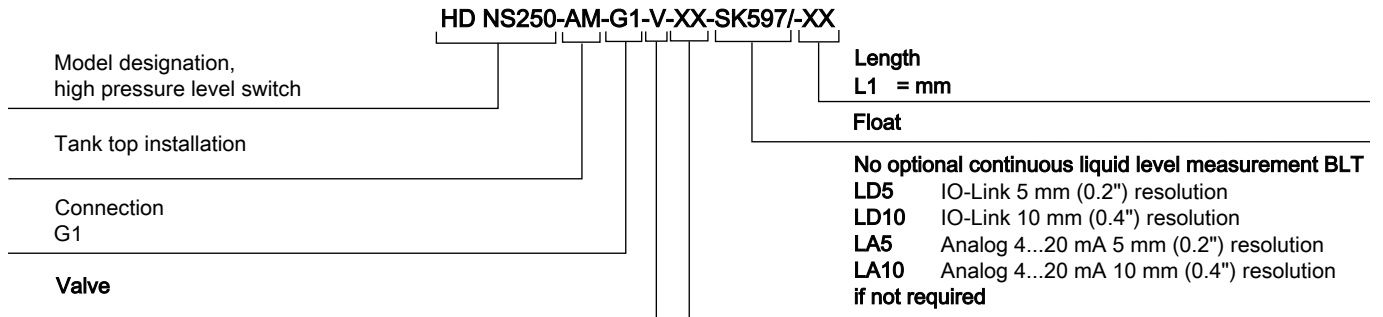 HD NS250-AM-G1-V-XX-SK597/-XX
Model designation,
high pressure level switch
Tank top installation
Connection
G1
Valve
Length
L1 = mm
Float
No optional continuous liquid level measurement BLT
LD5 IO-Link 5 mm (0.2") resolution
LD10 IO-Link 10 mm (0.4") resolution
LA5 Analog 4...20 mA 5 mm (0.2") resolution
LA10 Analog 4...20 mA 10 mm (0.4") resolution
if not required